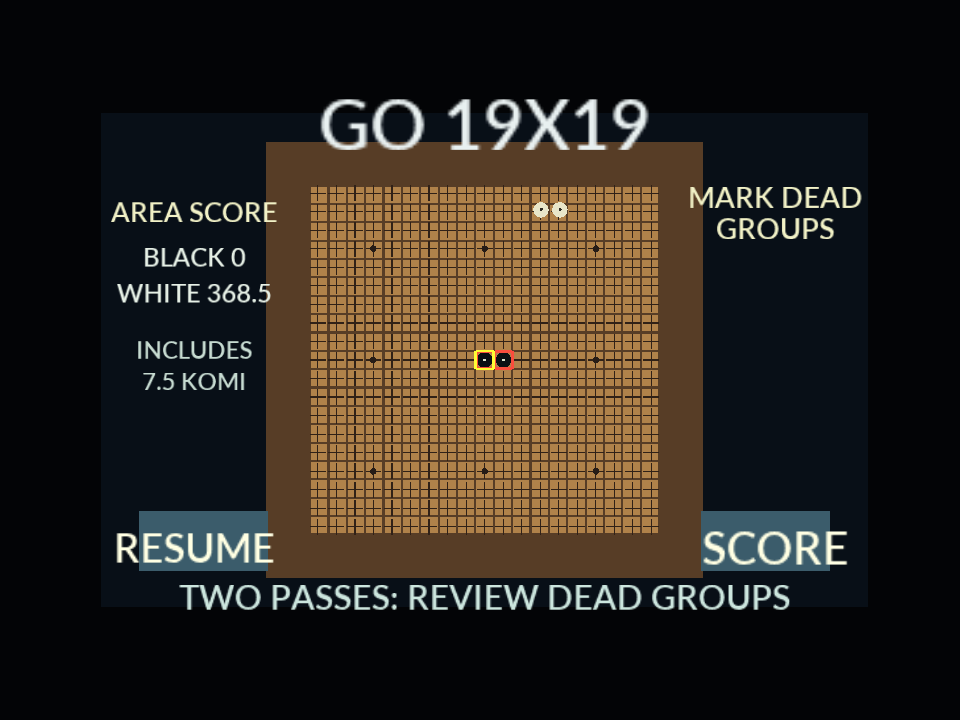 GO 19X19
AREA SCORE
BLACK 0
WHITE 368.5
INCLUDES
7.5 KOMI
MARK DEAD
GROUPS
RESUME
SCORE
TWO PASSES: REVIEW DEAD GROUPS